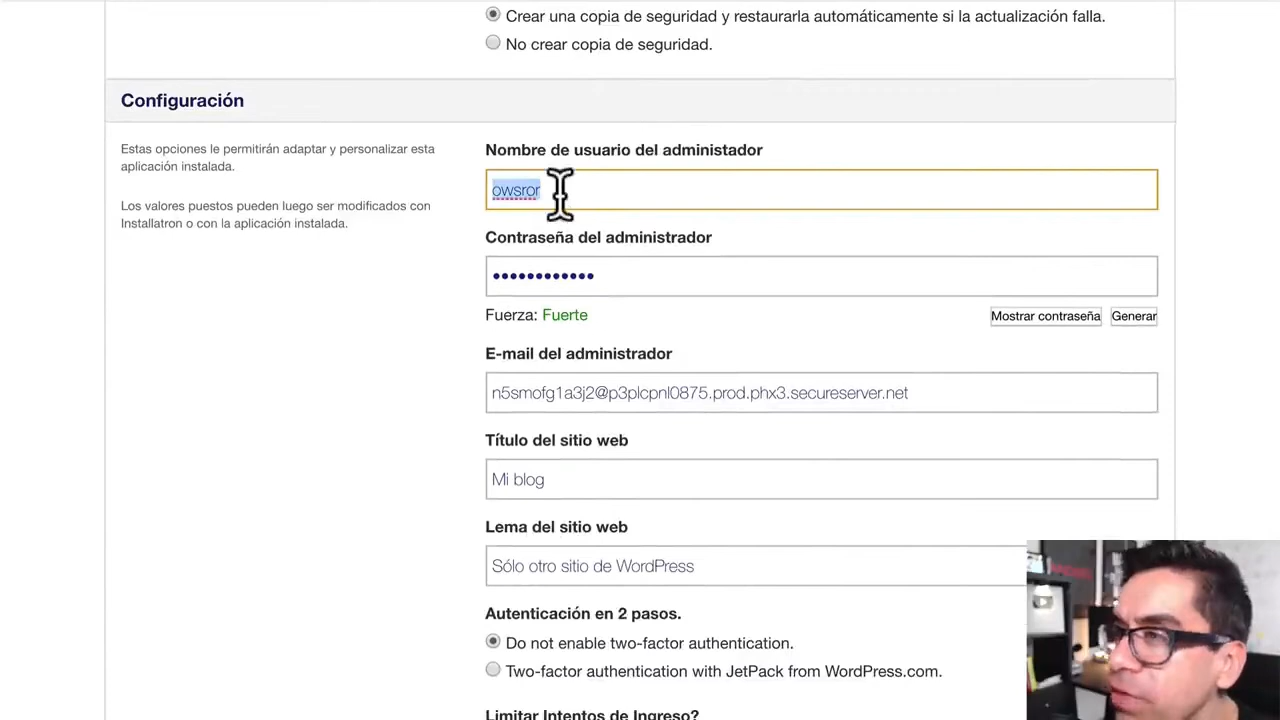 Crear una copia de seguridad y restaurarla automáticamente si la actualización falla.
No crear copia de seguridad.
Configuración
Estas opciones le permitirán adaptar y personalizar esta
aplicación instalada.
Los valores puestos pueden luego ser modificados con
Installatron o con la aplicación instalada.
Nombre de usuario del administador
owsror
Contraseña del administrador
••••••••••••
Fuerza: Fuerte
Mostrar contraseña
Generar
E-mail del administrador
n5smofg1a3j2@p3plcpnl0875.prod.phx3.secureserver.net
Título del sitio web
Mi blog
Lema del sitio web
Sólo otro sitio de WordPress
Autenticación en 2 pasos.
Do not enable two-factor authentication.
Two-factor authentication with JetPack from WordPress.com.
Limitar Intentos de Ingreso?